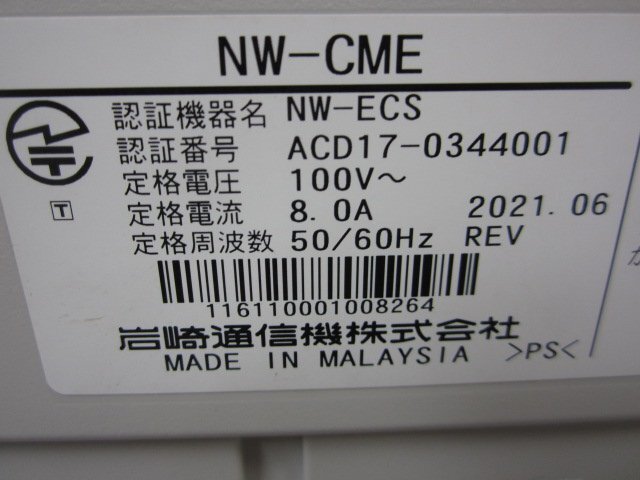 NW-CME
認証機器名 NW-ECS
認証番号 ACD17-0344001
定格電圧 100V～
定格電流 8.0A 2021.06
定格周波数 50/60Hz REV
T
116110001008264
岩崎通信機株式会社
MADE IN MALAYSIA >PS<